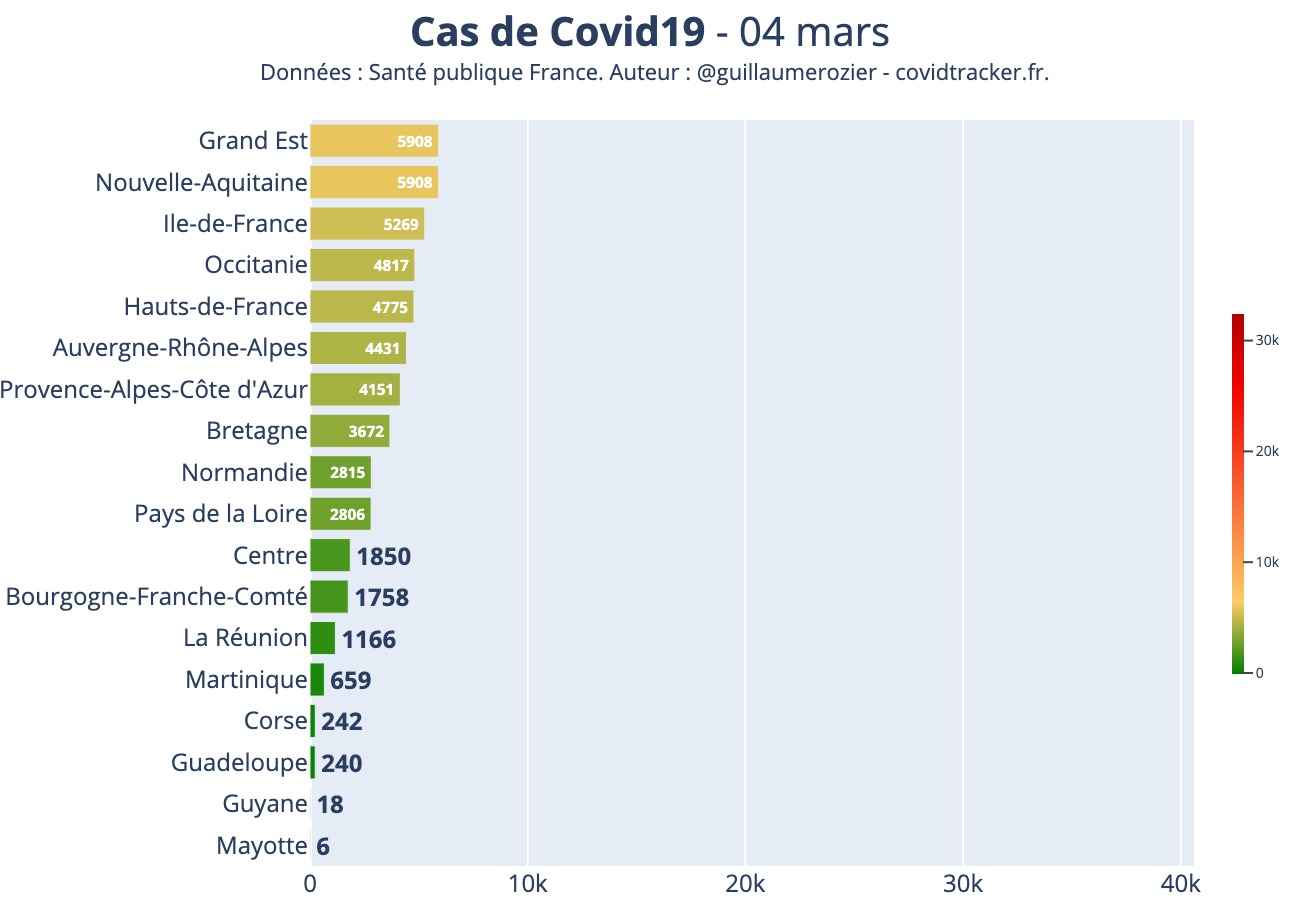 Cas de Covid19 - 04 mars
Données : Santé publique France. Auteur : @guillaumerozier - covidtracker.fr.
Grand Est 5908
Nouvelle-Aquitaine 5908
Ile-de-France 5269
Occitanie 4817
Hauts-de-France 4775
Auvergne-Rhône-Alpes 4431
Provence-Alpes-Côte d'Azur 4151
Bretagne 3672
Normandie 2815
Pays de la Loire 2806
Centre 1850
Bourgogne-Franche-Comté 1758
La Réunion 1166
Martinique 659
Corse 242
Guadeloupe 240
Guyane 18
Mayotte 6
0 10k 20k 30k 40k
30k
20k
10k
0